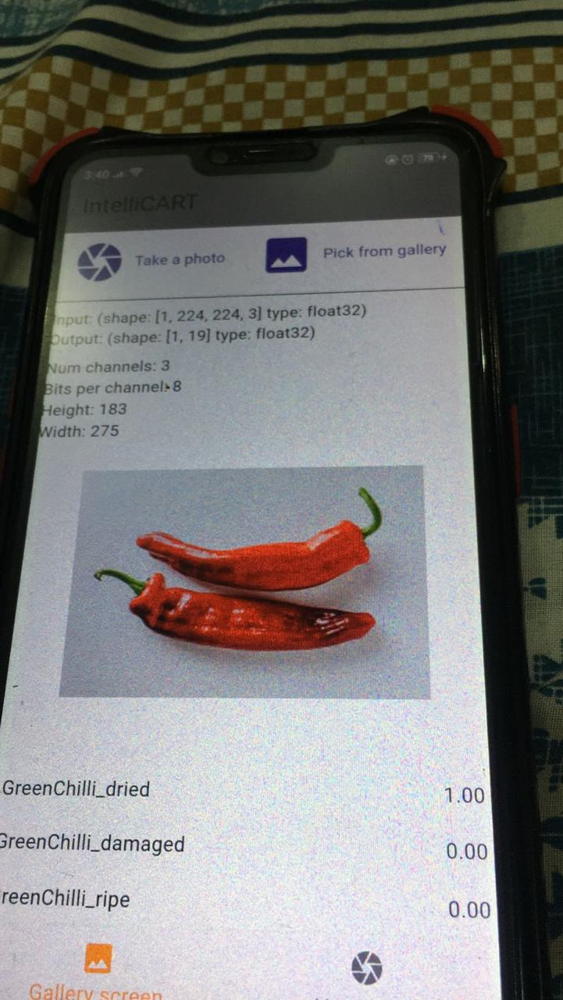 3:40
78
IntelliCART
Take a photo
Pick from gallery
Input: (shape: [1, 224, 224, 3] type: float32)
Output: (shape: [1, 19] type: float32)
Num channels: 3
Bits per channel: 8
Height: 183
Width: 275
GreenChilli_dried 1.00
GreenChilli_damaged 0.00
reenChilli_ripe 0.00
Gallery screen